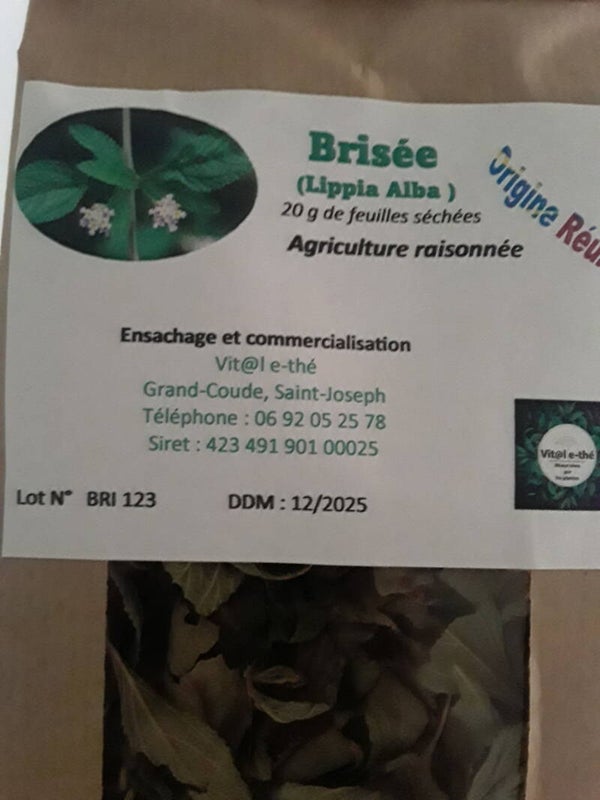 Brisée
(Lippia Alba )
20 g de feuilles séchées
Agriculture raisonnée
Origine
Ensachage et commercialisation
Vit@l e-thé
Grand-Coude, Saint-Joseph
Téléphone : 06 92 05 25 78
Siret : 423 491 901 00025
Vit@l e-thé
Lot N° BRI 123
DDM : 12/2025